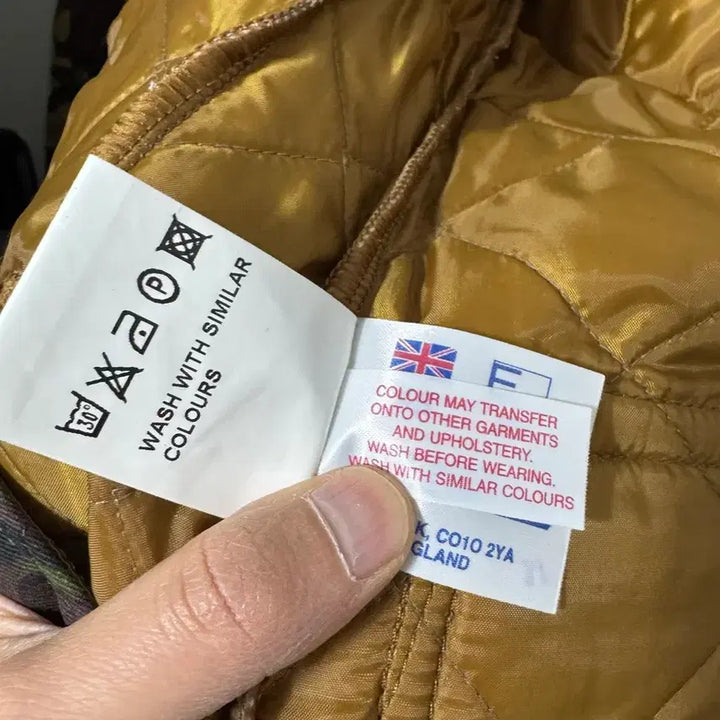 30°
P
WASH WITH SIMILAR
COLOURS
E
COLOUR MAY TRANSFER
ONTO OTHER GARMENTS
AND UPHOLSTERY.
WASH BEFORE WEARING.
WASH WITH SIMILAR COLOURS
K, CO10 2YA
GLAND